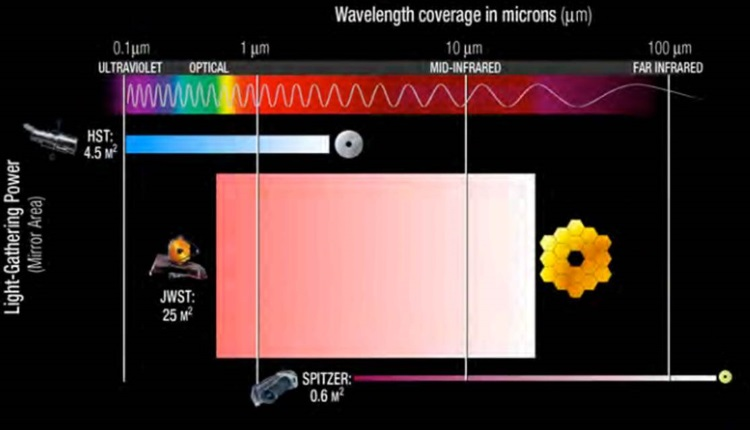 Wavelength coverage in microns (µm)
0.1µm 1 µm 10 µm 100 µm
ULTRAVIOLET OPTICAL MID-INFRARED FAR INFRARED
HST:
4.5 M²
Light-Gathering Power
(Mirror Area)
JWST:
25 M²
SPITZER:
0.6 M²